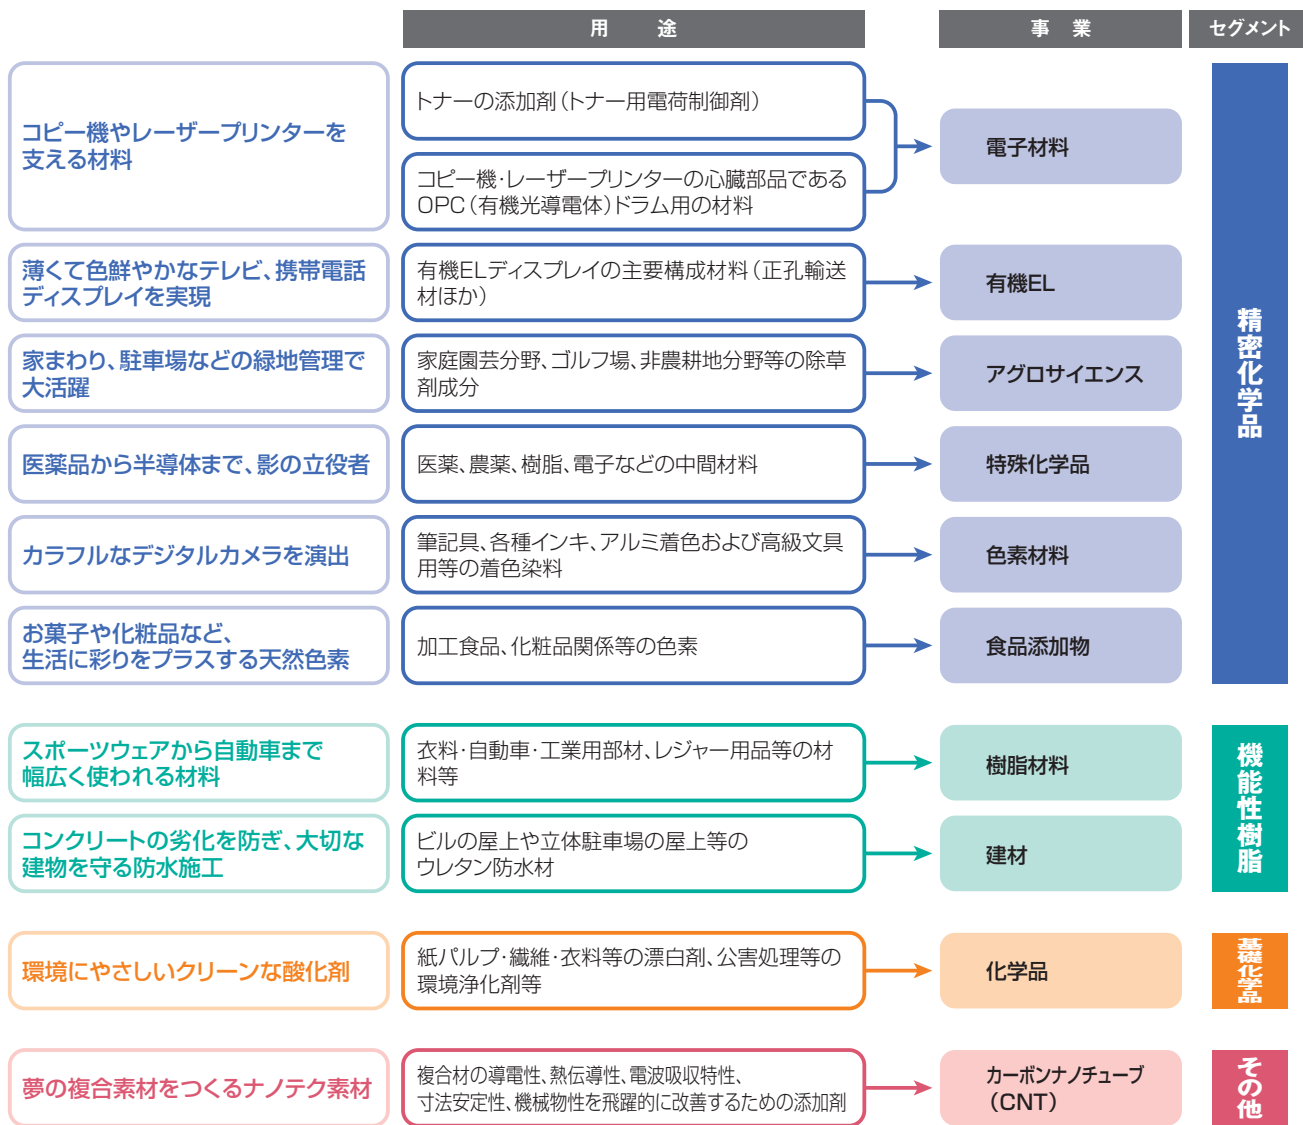 用途 事業 セグメント
コピー機やレーザープリンターを
支える材料
トナーの添加剤（トナー用電荷制御剤）
コピー機・レーザープリンターの心臓部品である
OPC（有機光導電体）ドラム用の材料
電子材料
薄くて色鮮やかなテレビ、携帯電話
ディスプレイを実現
有機ELディスプレイの主要構成材料（正孔輸送
材ほか）
有機EL
家まわり、駐車場などの緑地管理で
大活躍
家庭園芸分野、ゴルフ場、非農耕地分野等の除草
剤成分
アグロサイエンス
医薬品から半導体まで、影の立役者
医薬、農薬、樹脂、電子などの中間材料
特殊化学品
カラフルなデジタルカメラを演出
筆記具、各種インキ、アルミ着色および高級文具
用等の着色染料
色素材料
お菓子や化粧品など、
生活に彩りをプラスする天然色素
加工食品、化粧品関係等の色素
食品添加物
精密化学品
スポーツウェアから自動車まで
幅広く使われる材料
衣料・自動車・工業用部材、レジャー用品等の材
料等
樹脂材料
コンクリートの劣化を防ぎ、大切な
建物を守る防水施工
ビルの屋上や立体駐車場の屋上等の
ウレタン防水材
建材
機能性樹脂
環境にやさしいクリーンな酸化剤
紙パルプ・繊維・衣料等の漂白剤、公害処理等の
環境浄化剤等
化学品
基礎化学品
夢の複合素材をつくるナノテク素材
複合材の導電性、熱伝導性、電波吸収特性、
寸法安定性、機械物性を飛躍的に改善するための添加剤
カーボンナノチューブ
（CNT）
その他